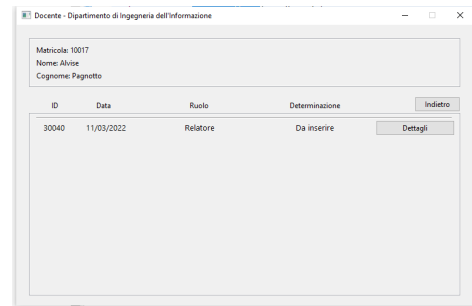 Docente - Dipartimento di Ingegneria dell'Informazione
Matricola: 10017
Nome: Alvise
Cognome: Pagnotto
ID Data Ruolo Determinazione Indietro
30040 11/03/2022 Relatore Da inserire Dettagli